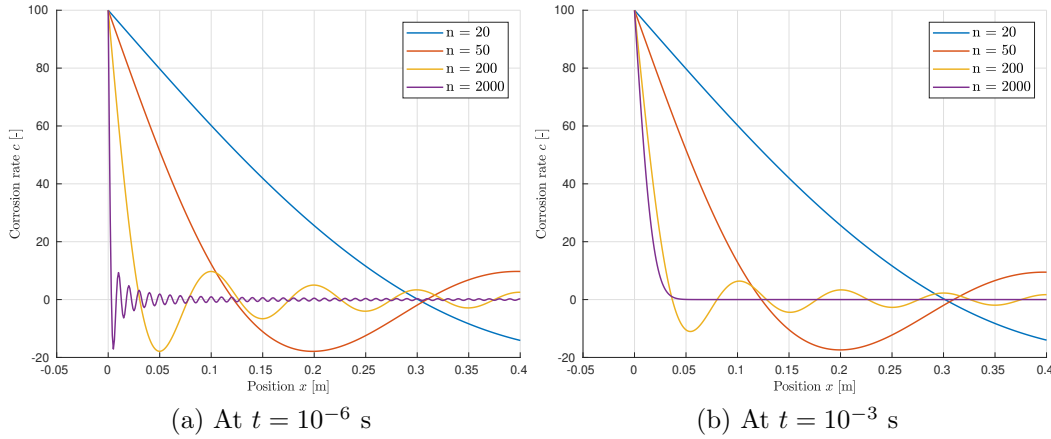 100
80
60
40
20
0
-20
Corrosion rate c [-]
-0.05 0 0.05 0.1 0.15 0.2 0.25 0.3 0.35 0.4
Position x [m]
n = 20
n = 50
n = 200
n = 2000
(a) At t = 10⁻⁶ s
100
80
60
40
20
0
-20
Corrosion rate c [-]
-0.05 0 0.05 0.1 0.15 0.2 0.25 0.3 0.35 0.4
Position x [m]
n = 20
n = 50
n = 200
n = 2000
(b) At t = 10⁻³ s